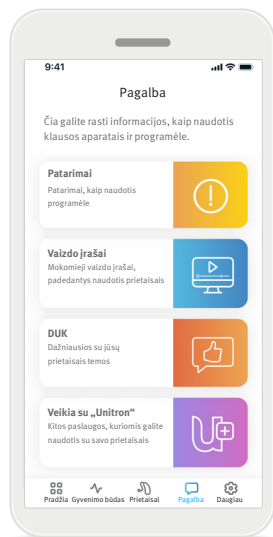 9:41
Pagalba
Čia galite rasti informacijos, kaip naudotis
klausos aparatais ir programėle.
Patarimai
Patarimai, kaip naudotis
programėle
Vaizdo įrašai
Mokomieji vaizdo įrašai,
padedantys naudotis prietaisais
DUK
Dažniausios su jūsų
prietaisais temos
Veikia su „Unitron“
Kitos paslaugos, kuriomis galite
naudotis su savo prietaisais
Pradžia Gyvenimo būdas Prietaisai Pagalba Daugiau